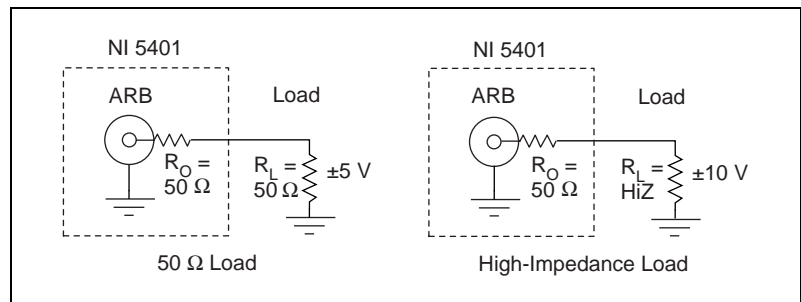 NI 5401
ARB
Load
R_O =
50 Ω
R_L =
50 Ω
±5 V
50 Ω Load
NI 5401
ARB
Load
R_O =
50 Ω
R_L =
HiZ
±10 V
High-Impedance Load